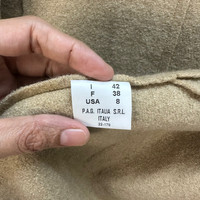 I 42
F 38
USA 8
P.A.G. ITALIA S.R.L.
ITALY